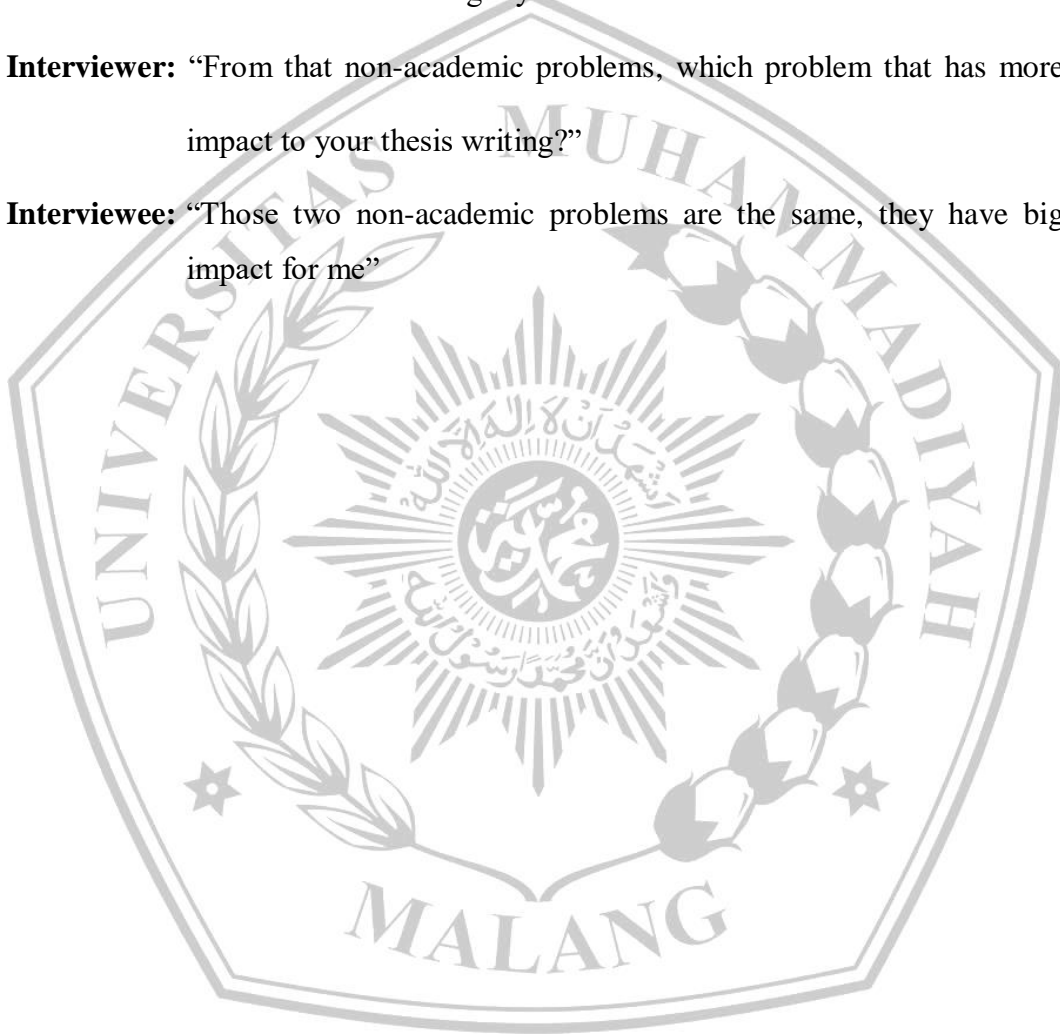 Interviewer: “From that non-academic problems, which problem that has more
impact to your thesis writing?”
Interviewee: “Those two non-academic problems are the same, they have big
impact for me”
UNIVERSITAS MUHAMMADIYAH
MALANG